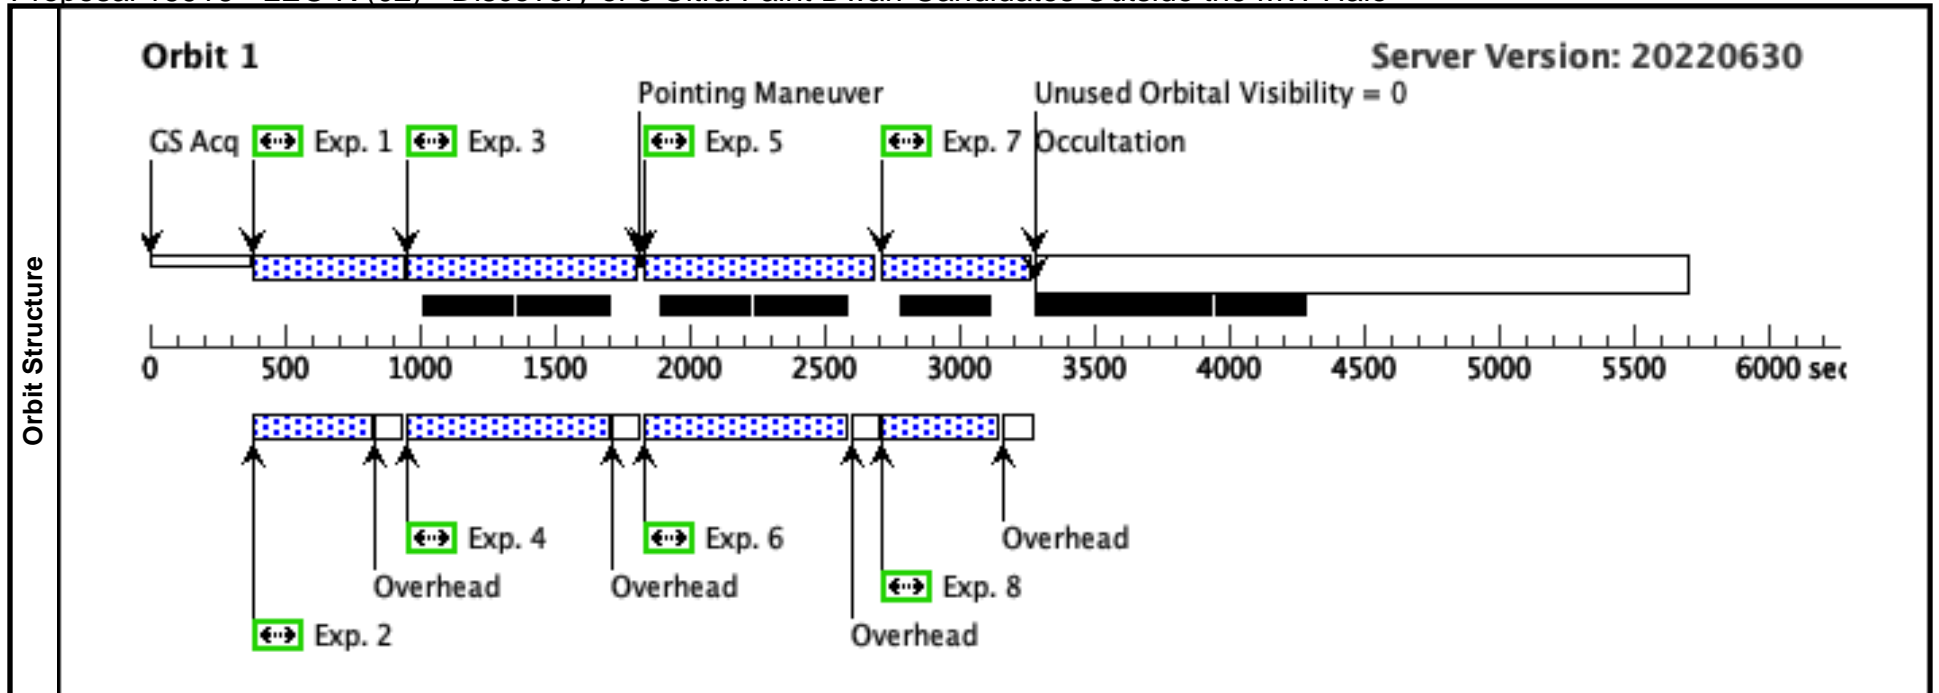 Orbit 1
Server Version: 20220630
Pointing Maneuver
Unused Orbital Visibility = 0
GS Acq
Exp. 1
Exp. 3
Exp. 5
Exp. 7
Occultation
Orbit Structure
0 500 1000 1500 2000 2500 3000 3500 4000 4500 5000 5500 6000 sec
Exp. 4
Exp. 6
Overhead
Overhead
Overhead
Exp. 8
Exp. 2
Overhead